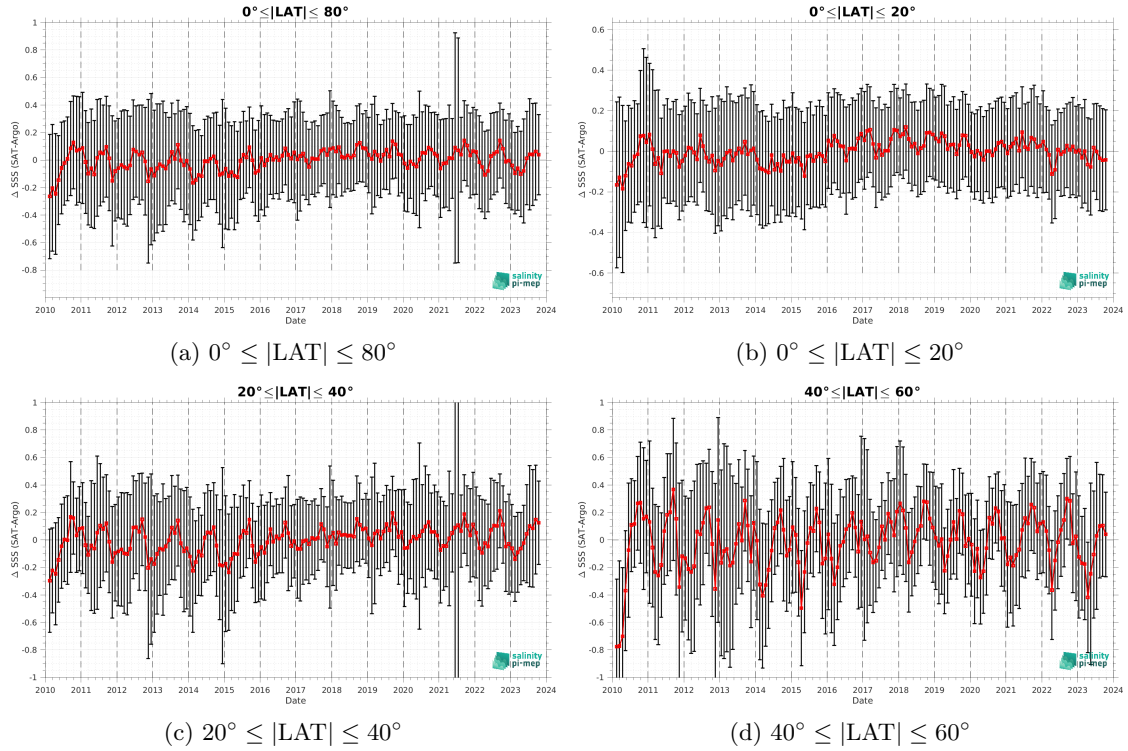 0°≤|LAT|≤ 80°
Δ SSS (SAT-Argo)
1
0.8
0.6
0.4
0.2
0
-0.2
-0.4
-0.6
-0.8
2010 2011 2012 2013 2014 2015 2016 2017 2018 2019 2020 2021 2022 2023 2024
Date
salinity
pi-mep
(a) 0° ≤ |LAT| ≤ 80°
0°≤|LAT|≤ 20°
Δ SSS (SAT-Argo)
0.6
0.4
0.2
0
-0.2
-0.4
-0.6
2010 2011 2012 2013 2014 2015 2016 2017 2018 2019 2020 2021 2022 2023 2024
Date
salinity
pi-mep
(b) 0° ≤ |LAT| ≤ 20°
20°≤|LAT|≤ 40°
Δ SSS (SAT-Argo)
1
0.8
0.6
0.4
0.2
0
-0.2
-0.4
-0.6
-0.8
-1
2010 2011 2012 2013 2014 2015 2016 2017 2018 2019 2020 2021 2022 2023 2024
Date
salinity
pi-mep
(c) 20° ≤ |LAT| ≤ 40°
40°≤|LAT|≤ 60°
Δ SSS (SAT-Argo)
1
0.8
0.6
0.4
0.2
0
-0.2
-0.4
-0.6
-0.8
-1
2010 2011 2012 2013 2014 2015 2016 2017 2018 2019 2020 2021 2022 2023 2024
Date
salinity
pi-mep
(d) 40° ≤ |LAT| ≤ 60°